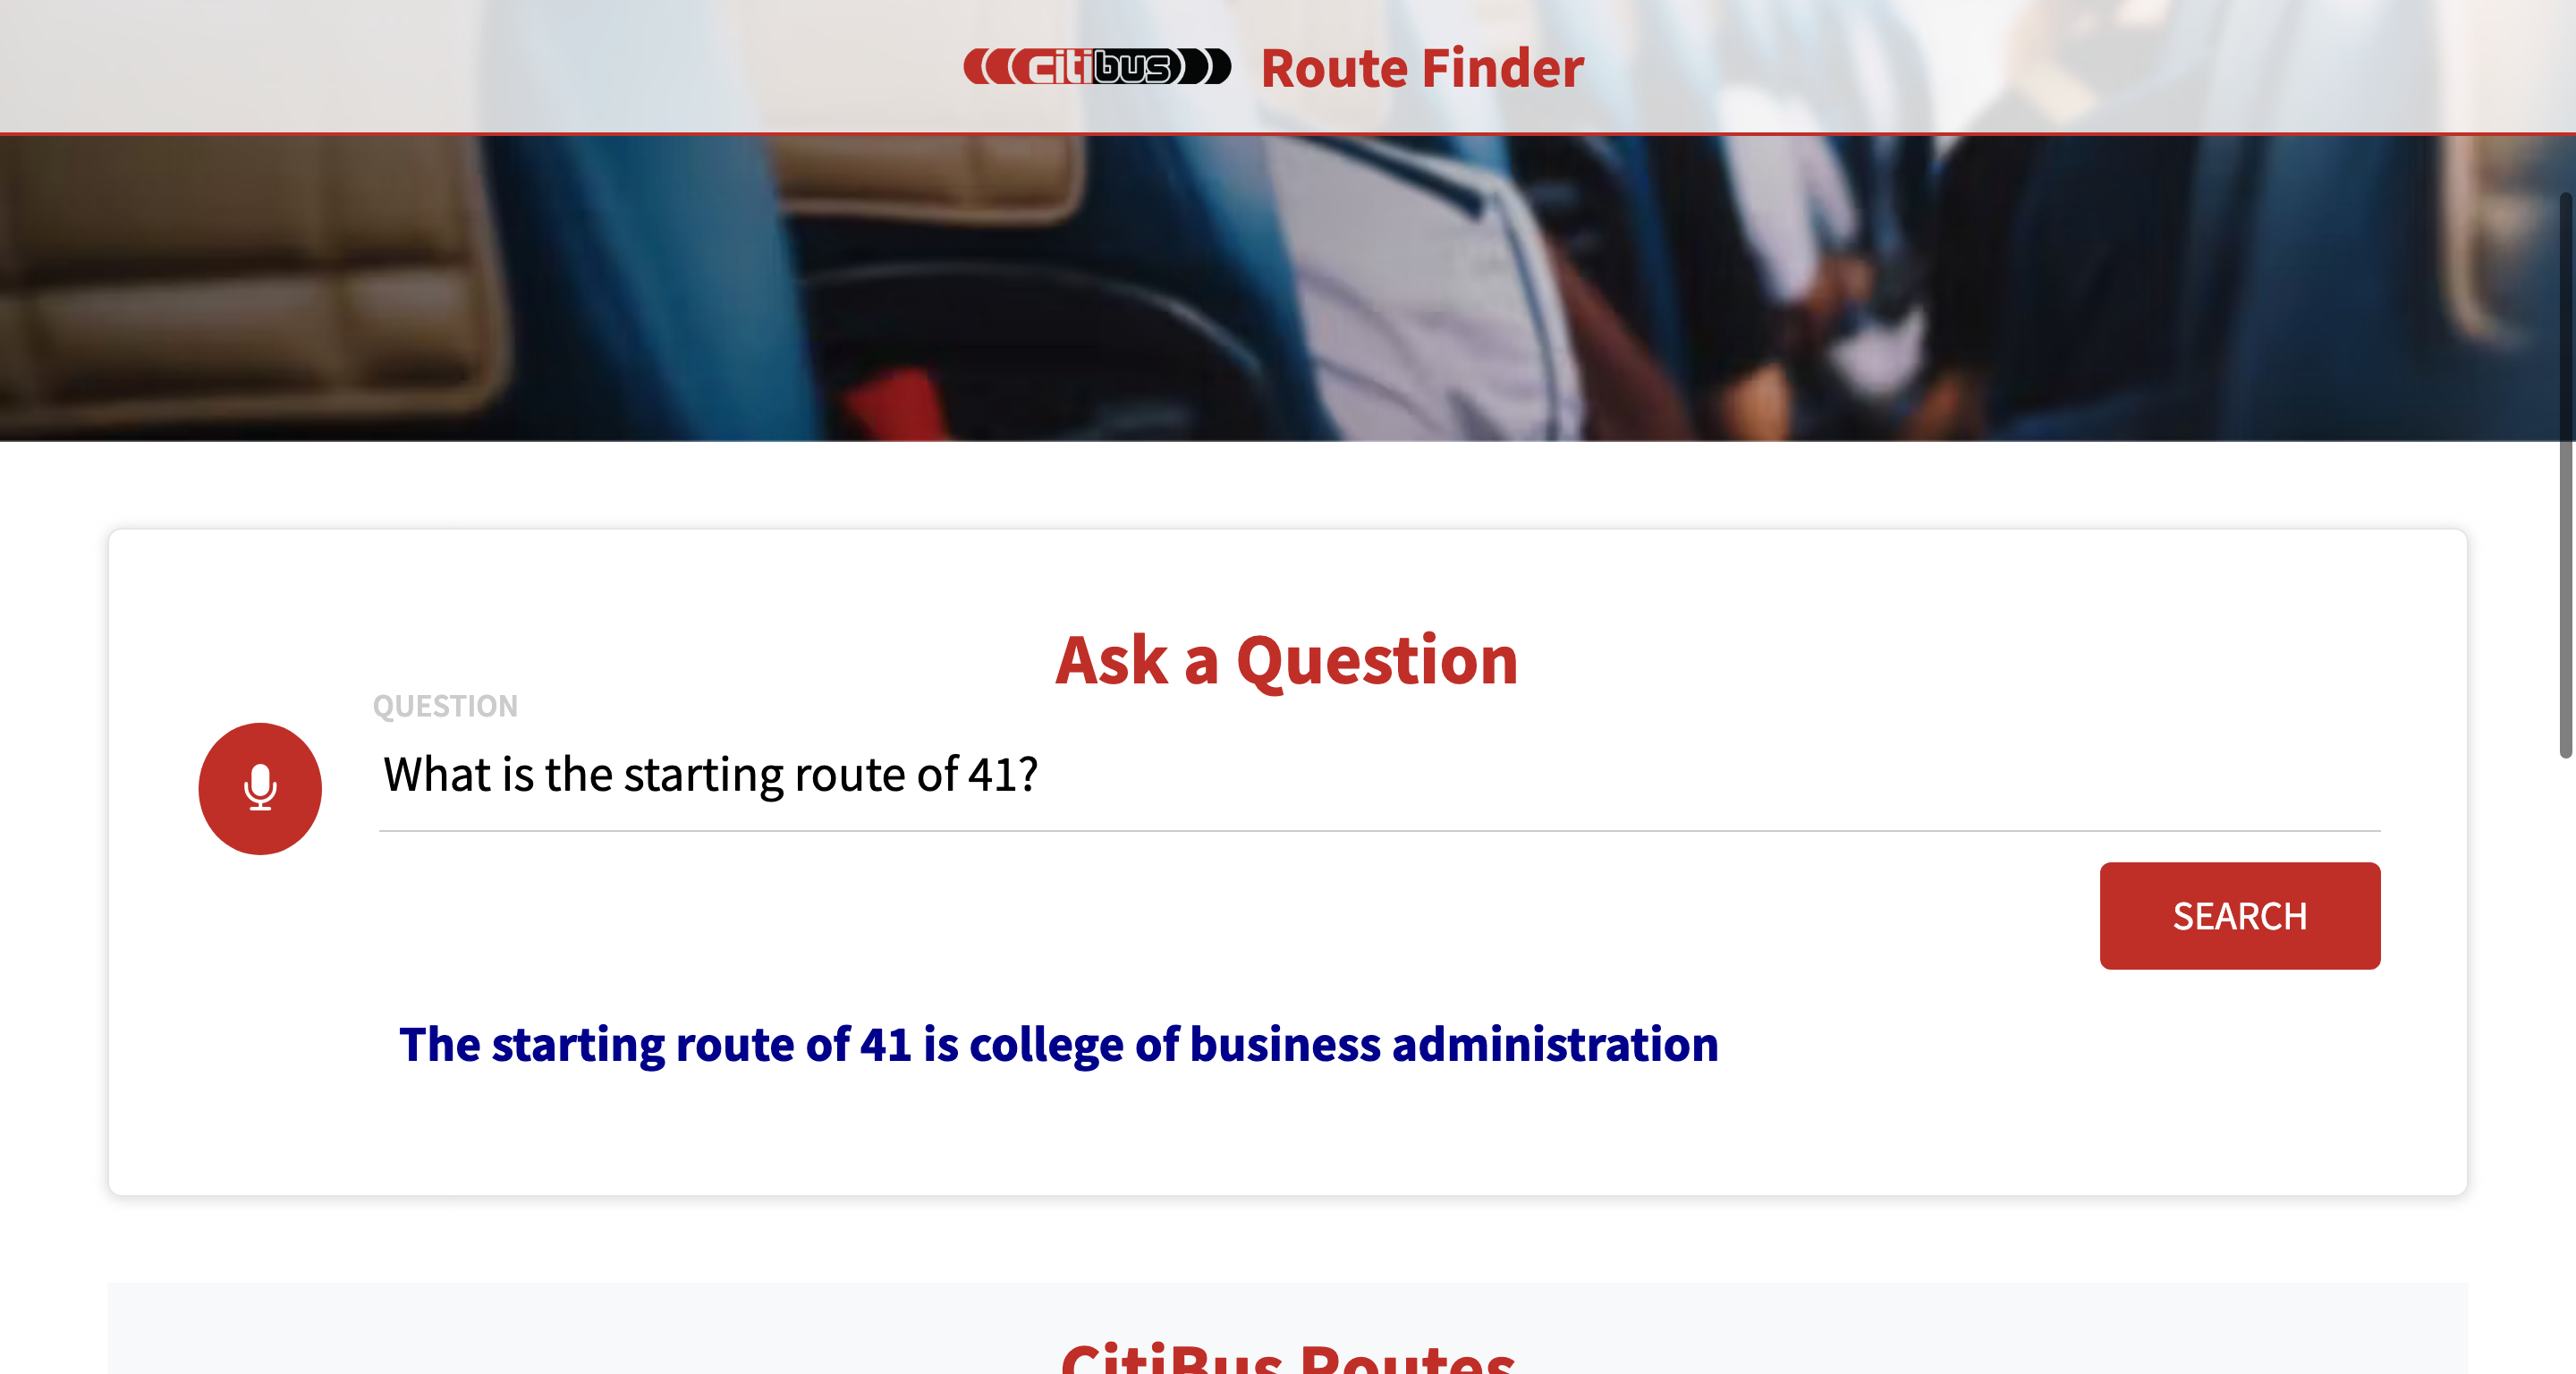 citibus Route Finder
Ask a Question
QUESTION
What is the starting route of 41?
SEARCH
The starting route of 41 is college of business administration
CitiBus Routes